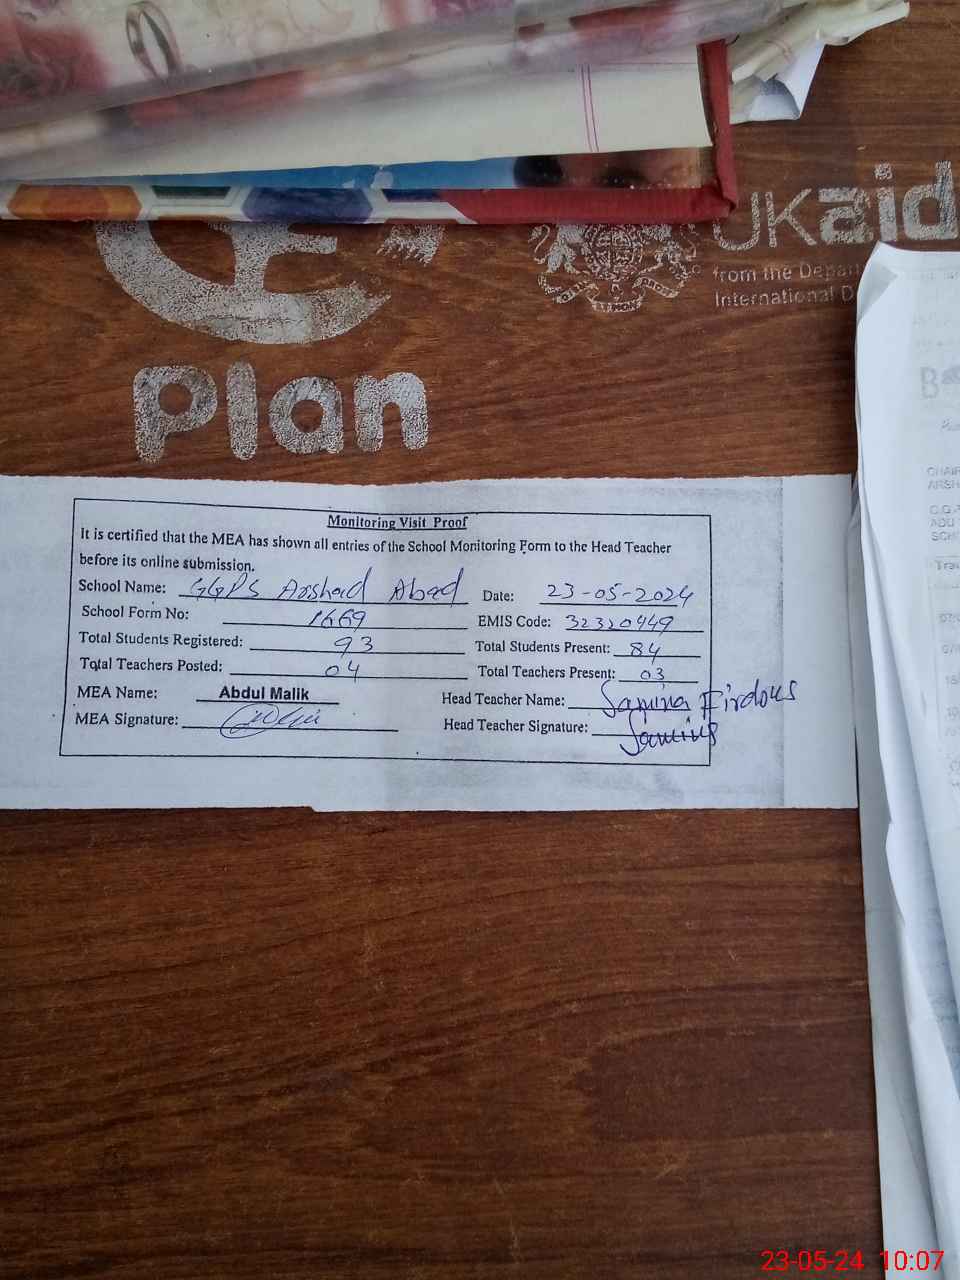 UKaid
from the Depar
International D
Plan
Monitoring Visit Proof
It is certified that the MEA has shown all entries of the School Monitoring Form to the Head Teacher
before its online submission.
School Name: GGPS Arshad Abad Date: 23-05-2024
School Form No: 1669 EMIS Code: 32320449
Total Students Registered: 93 Total Students Present: 84
Total Teachers Posted: 04 Total Teachers Present: 03
MEA Name: Abdul Malik Head Teacher Name: Samina Firdous
MEA Signature: Head Teacher Signature: Samina
CHAIR
ARSH
23-05-24 10:07